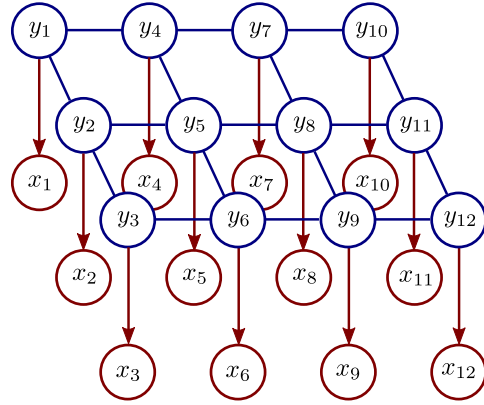 y1 y4 y7 y10
y2 y5 y8 y11
x1 x4 x7 x10
y3 y6 y9 y12
x2 x5 x8 x11
x3 x6 x9 x12